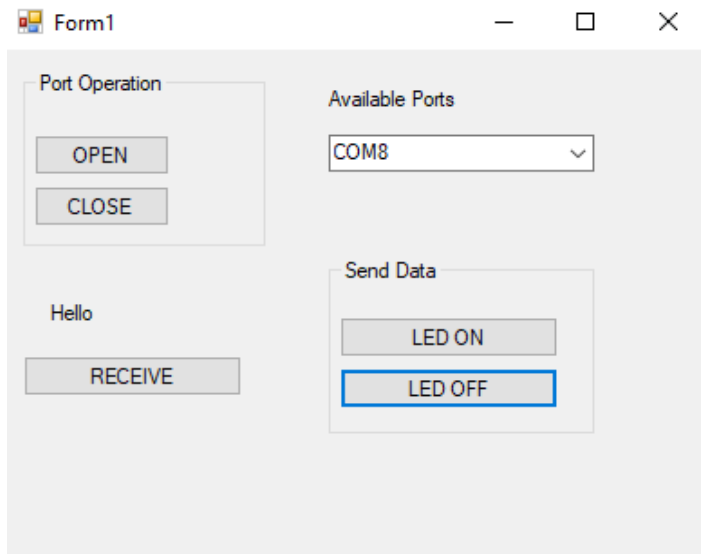 Form1
Port Operation
OPEN
CLOSE
Available Ports
COM8
Hello
RECEIVE
Send Data
LED ON
LED OFF